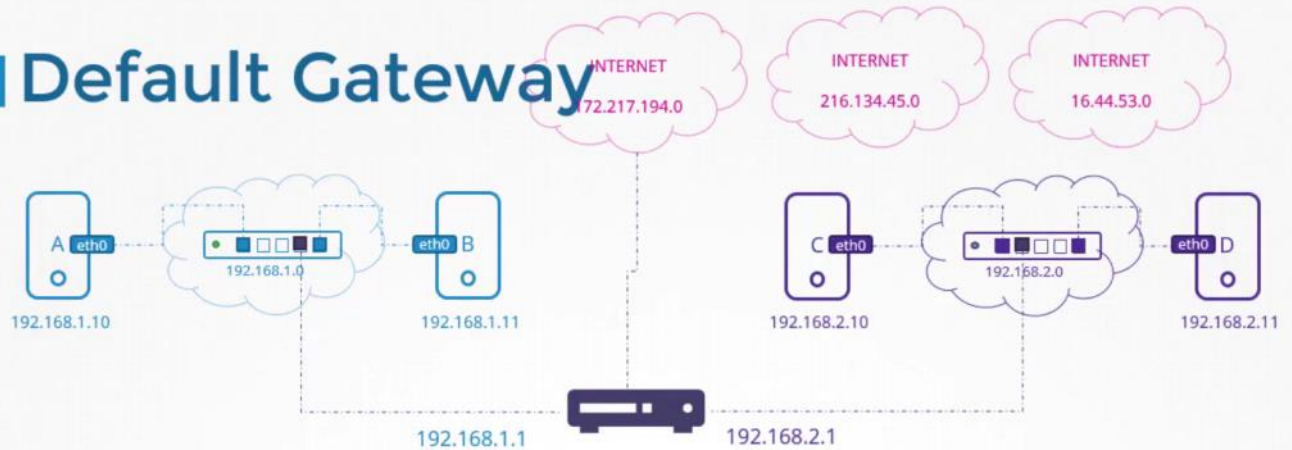 Default Gateway
INTERNET
172.217.194.0
INTERNET
216.134.45.0
INTERNET
16.44.53.0
A eth0
192.168.1.0
eth0 B
C eth0
192.168.2.0
eth0 D
192.168.1.10
192.168.1.11
192.168.2.10
192.168.2.11
192.168.1.1
192.168.2.1